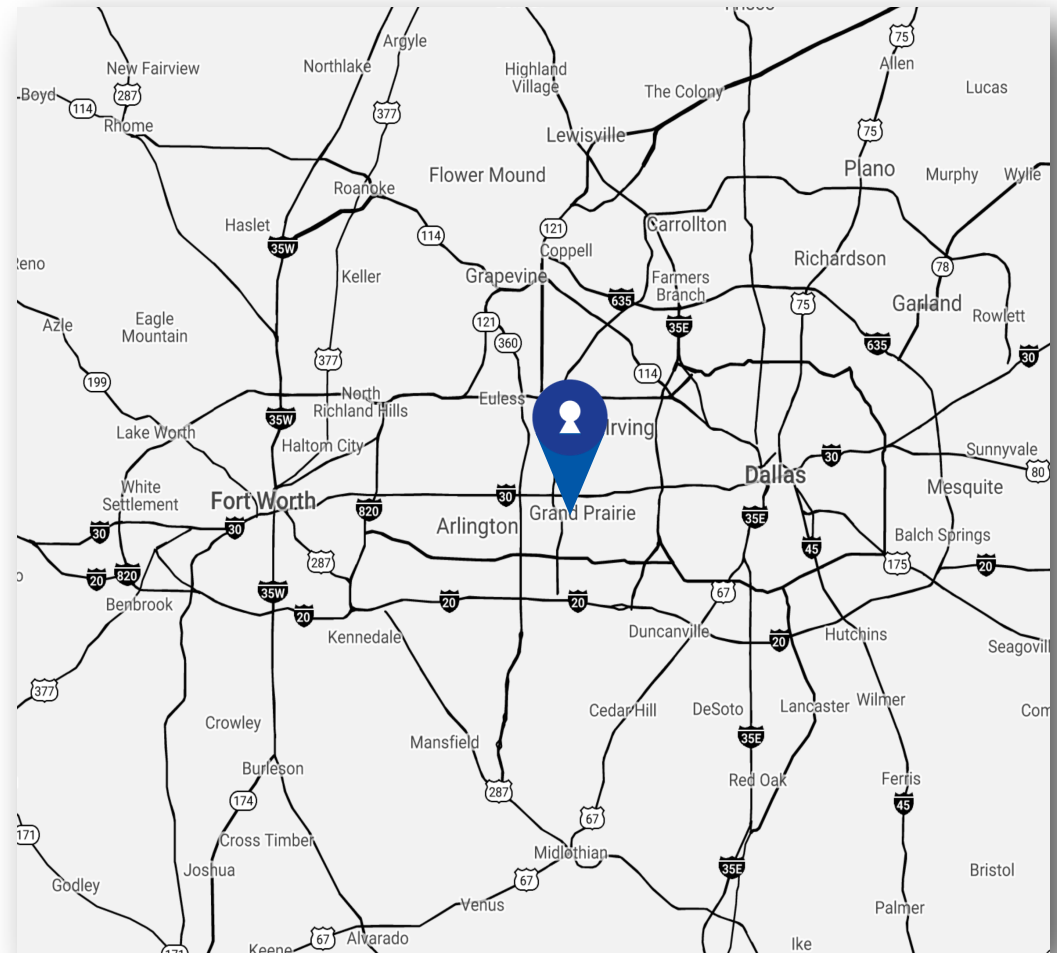 Argyle
75
New Fairview
Northlake
Allen
Highland
Village
287
Boyd
114
The Colony
Lucas
377
Rhome
Lewisville
75
Plano
Flower Mound
Murphy
Wylie
Roanoke
Haslet
121
Carrollton
114
35W
Coppell
Richardson
78
Grapevine
Keller
Farmers
Branch
635
75
Garland
Rowlett
Azle
Eagle
Mountain
121
35E
360
635
30
377
199
114
North
Richland Hills
Euless
35W
Irving
Lake Worth
Haltom City
30
Sunnyvale
80
Dallas
White
Settlement
Fort Worth
30
Mesquite
820
Grand Prairie
35E
Arlington
30
30
45
Balch Springs
287
175
20
820
20
35W
67
20
20
20
Benbrook
Kennedale
Duncanville
20
Hutchins
377
Crowley
Cedar Hill
DeSoto
Lancaster
Wilmer
Mansfield
35E
Burleson
Red Oak
Ferris
174
287
45
67
171
Cross Timber
Midlothian
Joshua
35E
Bristol
Godley
67
Venus
Palmer
67
Alvarado
Keene
Ike
171